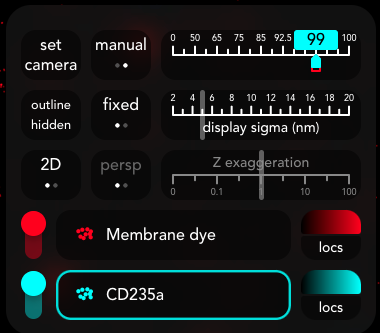 set
camera
manual
0 50 75 85 92.5 99 100
outline
hidden
fixed
2 4 6 8 10 12 14 16 18 20
display sigma (nm)
2D
persp
Z exaggeration
0 0.1 1 10 100
Membrane dye
locs
CD235a
locs